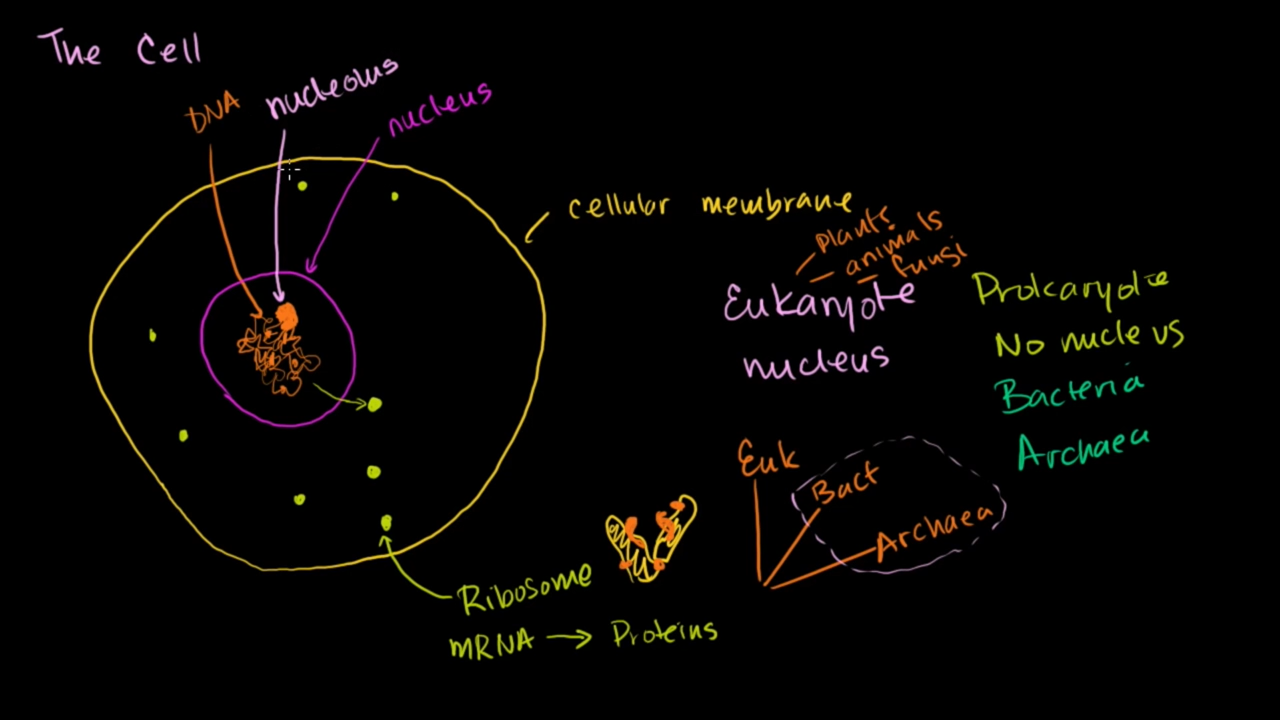 The Cell
DNA
nucleolus
nucleus
cellular membrane
plants
animals
fungi
Eukaryote
nucleus
Prokaryote
No nucleus
Bacteria
Archaea
Euk
Bact
Archaea
Ribosome
mRNA → Proteins